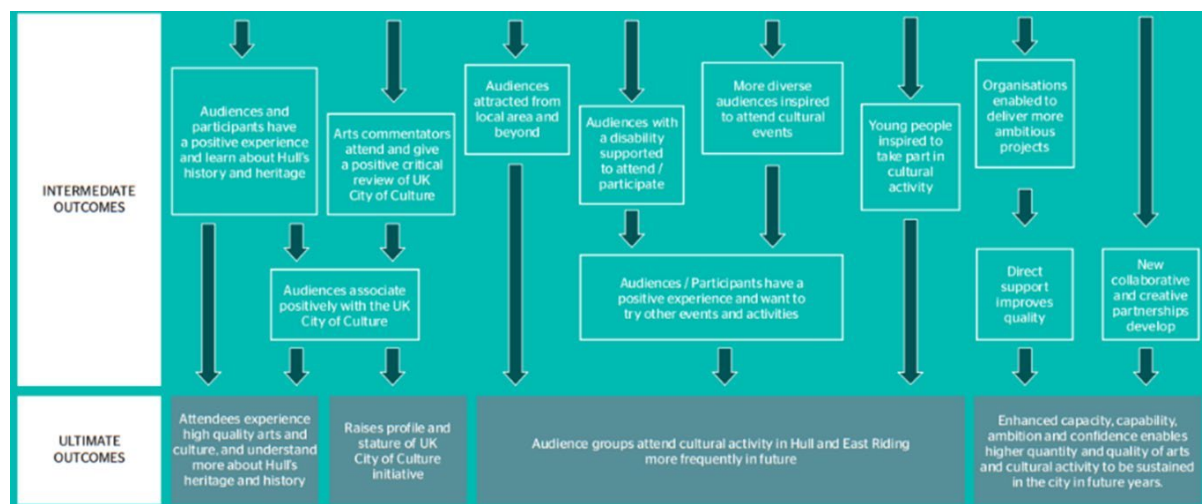 INTERMEDIATE
OUTCOMES
Audiences and
participants have
a positive experience
and learn about Hull's
history and heritage
Arts commentators
attend and give
a positive critical
review of UK
City of Culture
Audiences
attracted from
local area and
beyond
Audiences with
a disability
supported
to attend /
participate
More diverse
audiences inspired
to attend cultural
events
Young people
inspired to
take part in
cultural
activity
Organisations
enabled to
deliver more
ambitious
projects
Audiences associate
positively with the UK
City of Culture
Audiences / Participants have a
positive experience and want to
try other events and activities
Direct
support
improves
quality
New
collaborative
and creative
partnerships
develop
ULTIMATE
OUTCOMES
Attendees experience
high quality arts and
culture, and understand
more about Hull's
heritage and history
Raises profile and
stature of UK
City of Culture
initiative
Audience groups attend cultural activity in Hull and East Riding
more frequently in future
Enhanced capacity, capability,
ambition and confidence enables
higher quantity and quality of arts
and cultural activity to be sustained
in the city in future years.